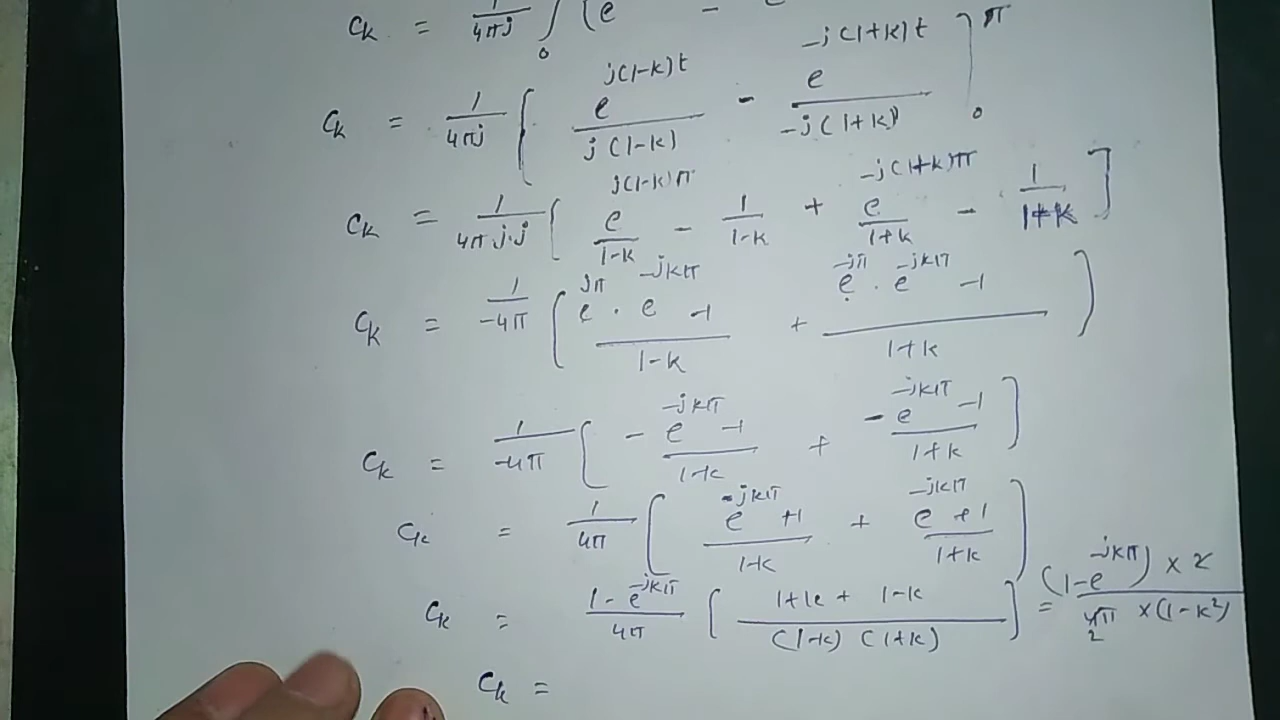 Ck = 1/4πj ∫0 (e -
Ck = 1/4πj [ e^j(1-k)t / j(1-k) - e^-j(1+k)t / -j(1+k) ]0^π
Ck = 1/4πj.j [ e^j(1-k)π / 1-k - 1/1-k + e^-j(1+k)π / 1+k - 1/1+k ]
Ck = 1/-4π [ e^jπ . e^-jkπ -1 / 1-k + e^-jπ . e^-jkπ -1 / 1+k ]
Ck = 1/-4π [ - e^-jkπ -1 / 1-k + - e^-jkπ -1 / 1+k ]
Ck = 1/4π [ e^-jkπ +1 / 1-k + e^-jkπ +1 / 1+k ]
Ck = 1 - e^-jkπ / 4π [ 1+k + 1-k / (1-k) (1+k) ] = (1-e^-jkπ) x 2 / 4π x (1-k²)
2
Ck =